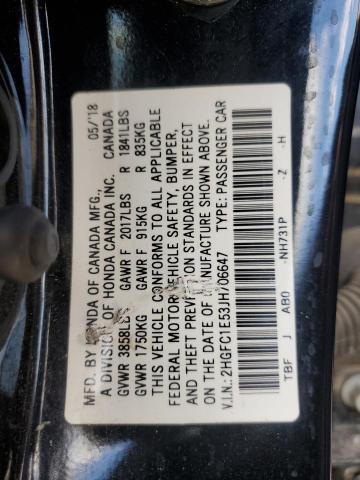 MFD. BY HONDA OF CANADA MFG., 05/'18
A DIVISION OF HONDA CANADA INC. CANADA
GVWR 3858LBS GAWR F 2017LBS R 1841LBS
GVWR 1750KG GAWR F 915KG R 835KG
THIS VEHICLE CONFORMS TO ALL APPLICABLE
FEDERAL MOTOR VEHICLE SAFETY, BUMPER,
AND THEFT PREVENTION STANDARDS IN EFFECT
ON THE DATE OF MANUFACTURE SHOWN ABOVE.
V.I.N.: 2HGFC1E53JH706647 TYPE: PASSENGER CAR
TBF J AB0 -NH731P -Z -H